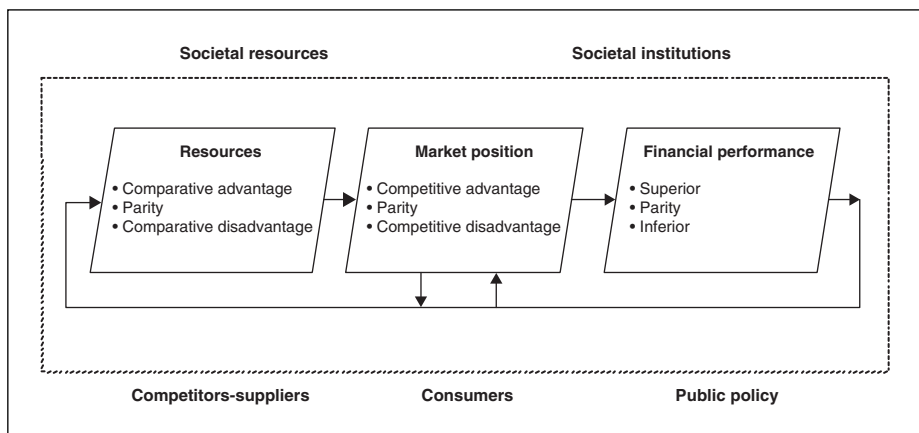 Societal resources
Societal institutions
Resources
• Comparative advantage
• Parity
• Comparative disadvantage
Market position
• Competitive advantage
• Parity
• Competitive disadvantage
Financial performance
• Superior
• Parity
• Inferior
Competitors-suppliers
Consumers
Public policy